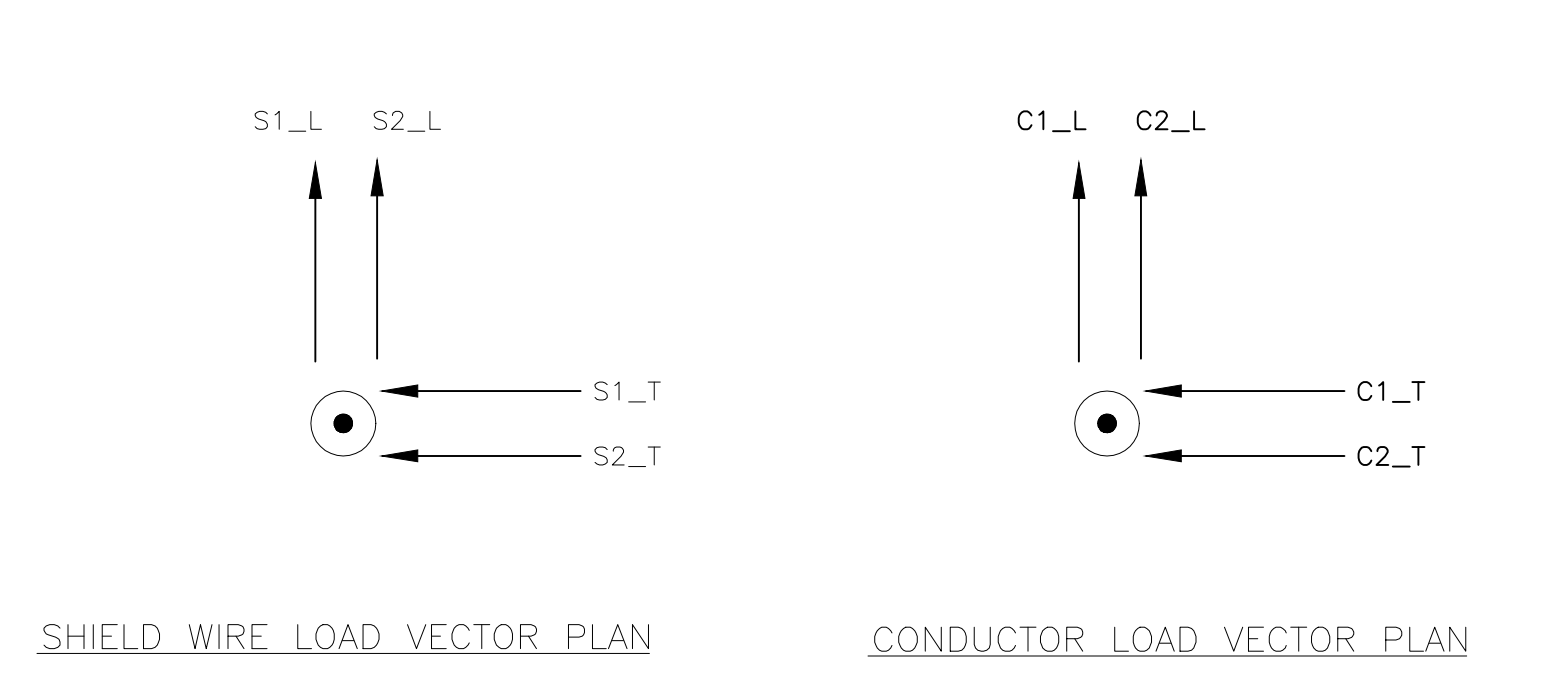 S1_L S2_L
C1_L C2_L
S1_T
C1_T
S2_T
C2_T
SHIELD WIRE LOAD VECTOR PLAN
CONDUCTOR LOAD VECTOR PLAN